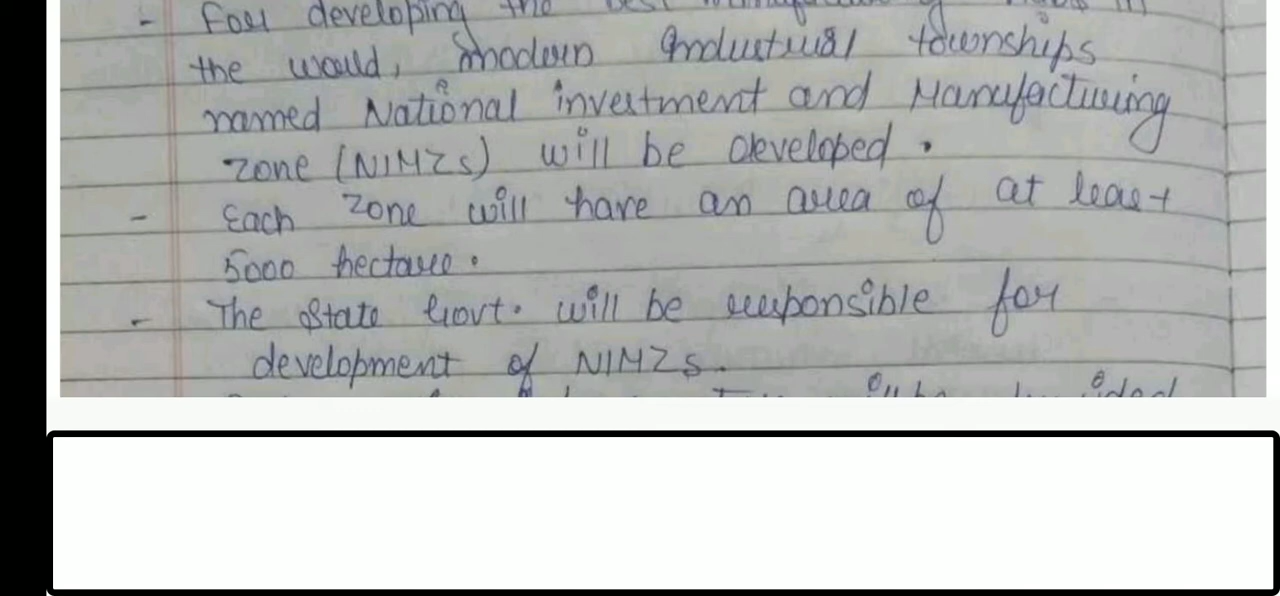 - For developing the best
the world, modern industrial townships
named National investment and Manufacturing
zone (NIMZs) will be developed.
- Each zone will have an area of at least
5000 hectare.
- The State Govt. will be responsible for
development of NIMZs.